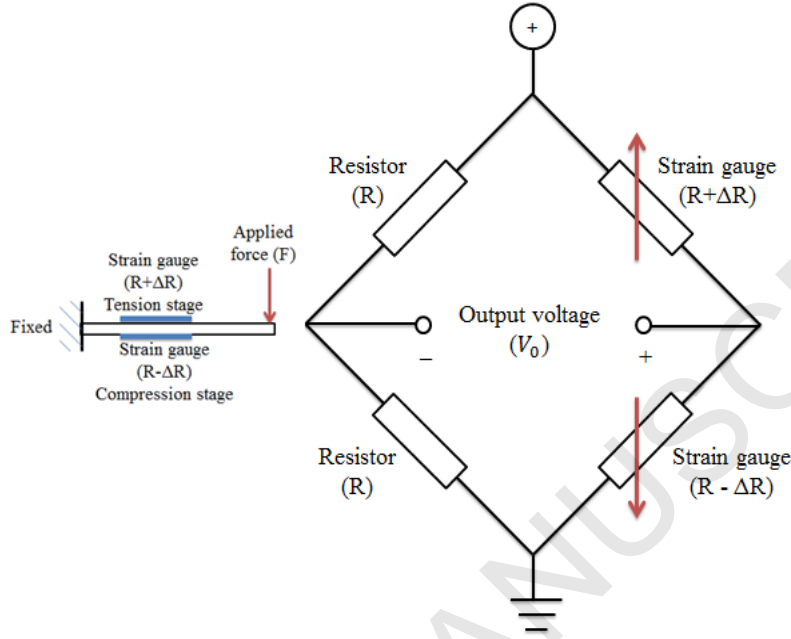 +
Resistor
(R)
Strain gauge
(R+ΔR)
Applied
force (F)
Strain gauge
(R+ΔR)
Tension stage
Fixed
Strain gauge
(R-ΔR)
Compression stage
Output voltage
(V₀)
–
+
Resistor
(R)
Strain gauge
(R - ΔR)
ANUSC